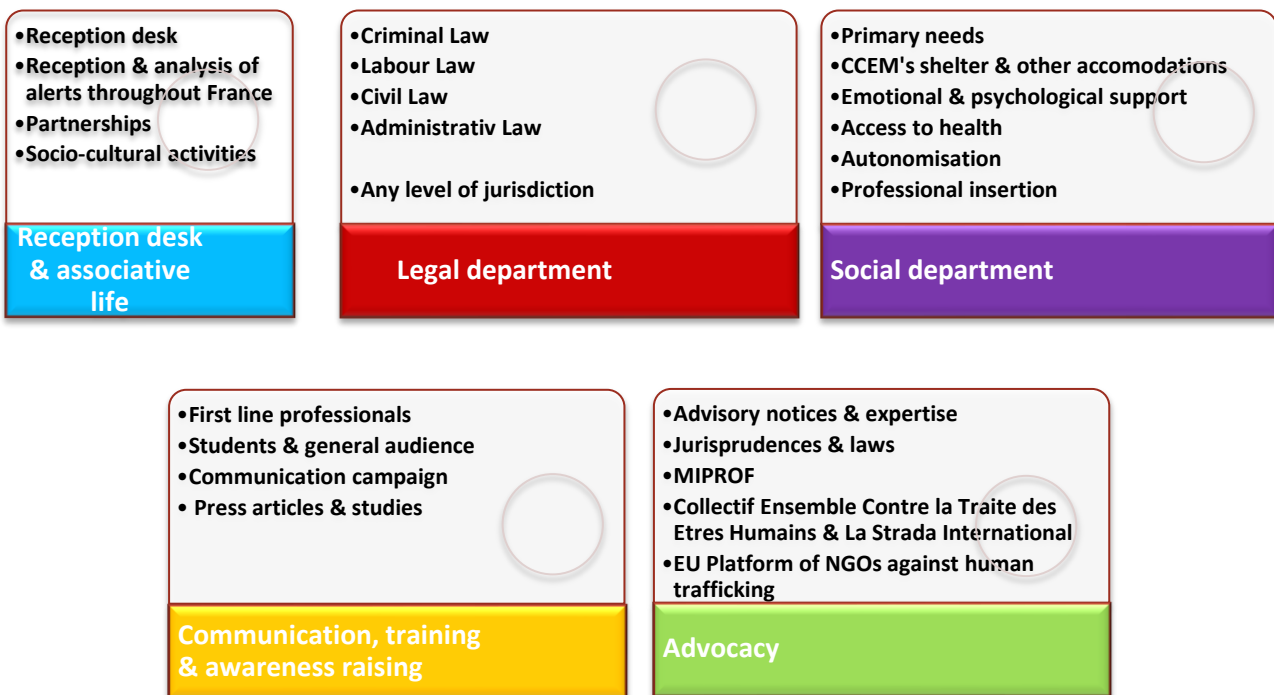 •Reception desk
•Reception & analysis of
alerts throughout France
•Partnerships
•Socio-cultural activities
Reception desk
& associative
life
•Criminal Law
•Labour Law
•Civil Law
•Administrativ Law
•Any level of jurisdiction
Legal department
•Primary needs
•CCEM's shelter & other accomodations
•Emotional & psychological support
•Access to health
•Autonomisation
•Professional insertion
Social department
•First line professionals
•Students & general audience
•Communication campaign
• Press articles & studies
Communication, training
& awareness raising
•Advisory notices & expertise
•Jurisprudences & laws
•MIPROF
•Collectif Ensemble Contre la Traite des
Etres Humains & La Strada International
•EU Platform of NGOs against human
trafficking
Advocacy